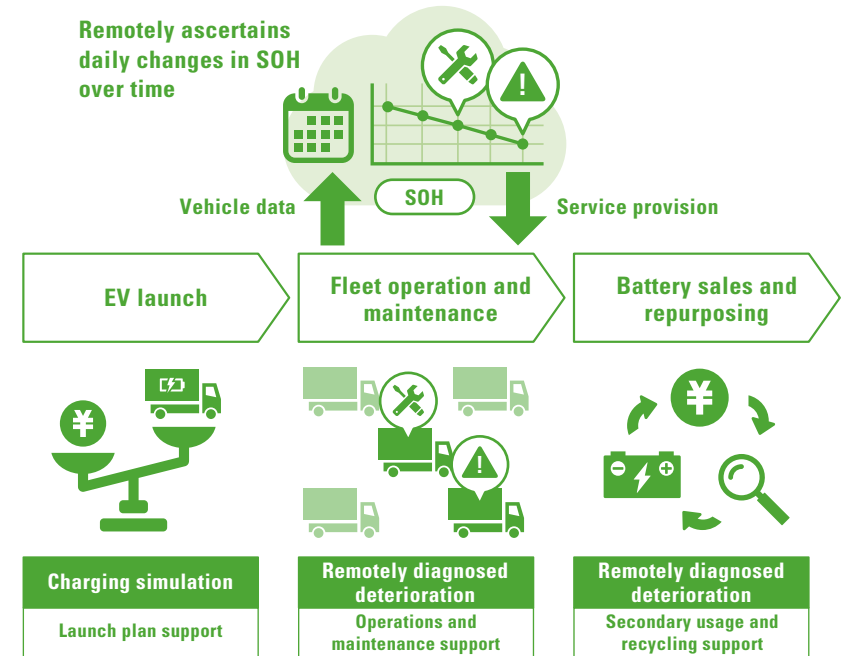 Remotely ascertains
daily changes in SOH
over time
!
SOH
Vehicle data
Service provision
EV launch
Fleet operation and
maintenance
Battery sales and
repurposing
¥
!
¥
Charging simulation
Launch plan support
Remotely diagnosed
deterioration
Operations and
maintenance support
Remotely diagnosed
deterioration
Secondary usage and
recycling support